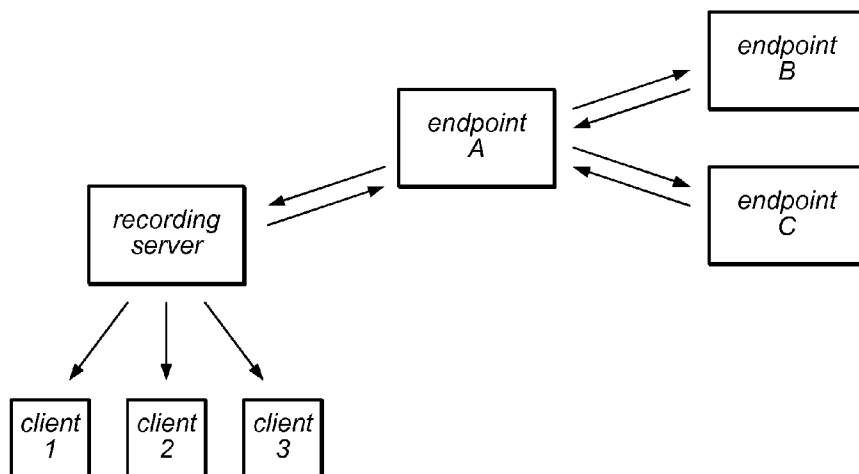 endpoint
B
endpoint
A
endpoint
C
recording
server
client
1
client
2
client
3